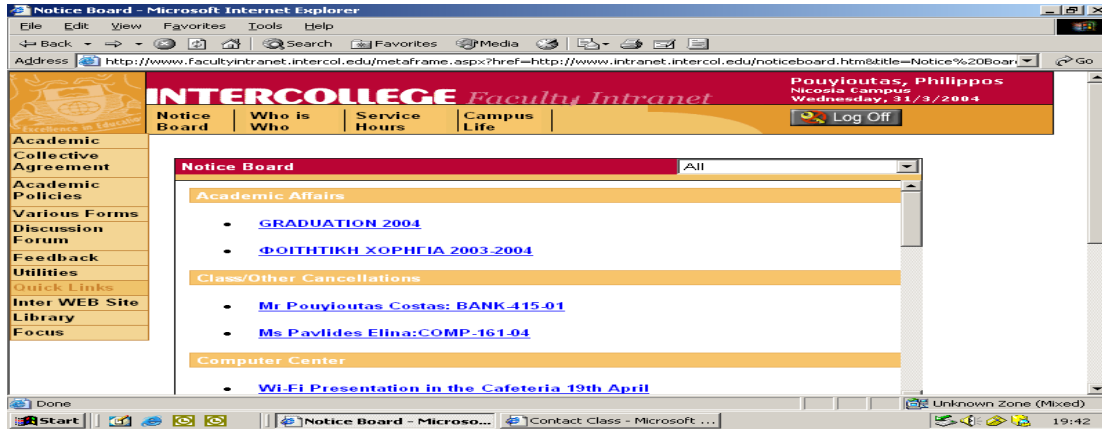 Notice Board - Microsoft Internet Explorer
File Edit View Favorites Tools Help
Back Search Favorites Media
Address http://www.facultyintranet.intercol.edu/metaframe.aspx?href=http://www.intranet.intercol.edu/noticeboard.htm&title=Notice%20Boar Go
INTERCOLLEGE Faculty Intranet
Pouyioutas, Philippos
Nicosia Campus
Wednesday, 31/3/2004
Excellence in Education
Notice Board
Who is Who
Service Hours
Campus Life
Log Off
Academic
Collective Agreement
Academic Policies
Various Forms
Discussion Forum
Feedback
Utilities
Quick Links
Inter WEB Site
Library
Focus
Notice Board All
Academic Affairs
• GRADUATION 2004
• ΦΟΙΤΗΤΙΚΗ ΧΟΡΗΓΙΑ 2003-2004
Class/Other Cancellations
• Mr Pouyioutas Costas: BANK-415-01
• Ms Pavlides Elina:COMP-161-04
Computer Center
• Wi-Fi Presentation in the Cafeteria 19th April
Done Unknown Zone (Mixed)
Start Notice Board - Microso... Contact Class - Microsoft ... 19:42